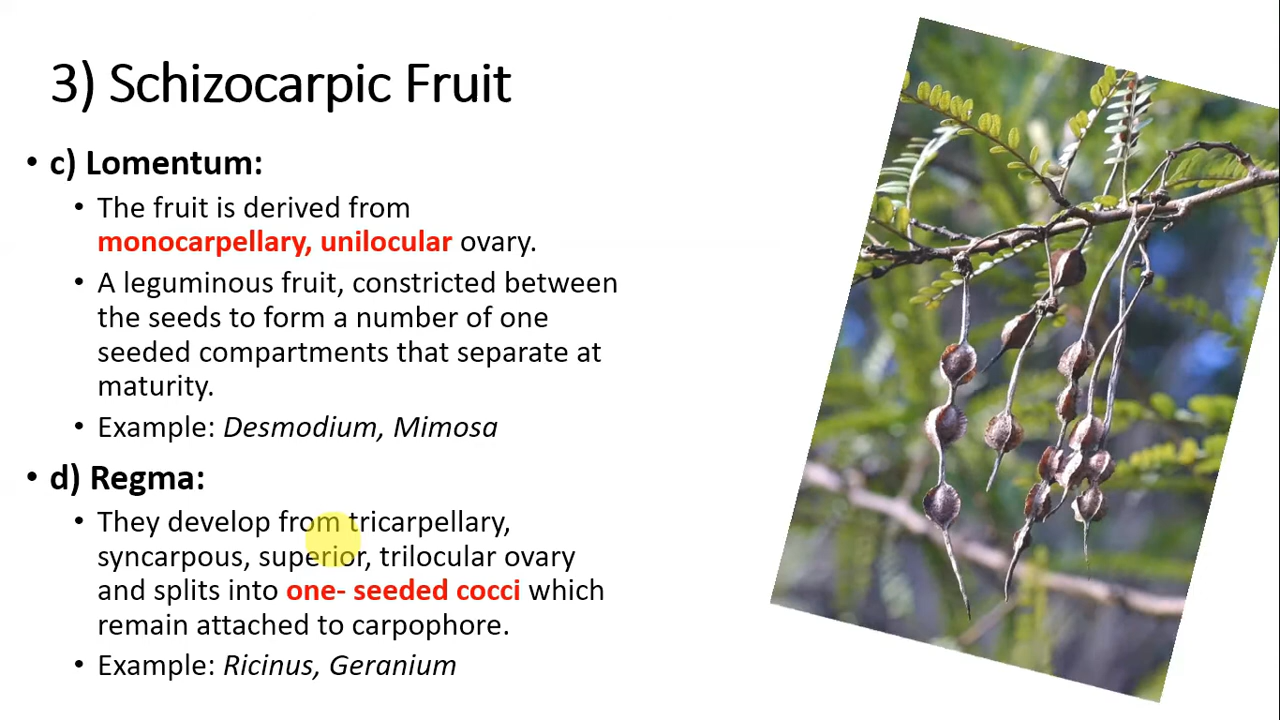 3) Schizocarpic Fruit
• c) Lomentum:
• The fruit is derived from
monocarpellary, unilocular ovary.
• A leguminous fruit, constricted between
the seeds to form a number of one
seeded compartments that separate at
maturity.
• Example: Desmodium, Mimosa
• d) Regma:
• They develop from tricarpellary,
syncarpous, superior, trilocular ovary
and splits into one- seeded cocci which
remain attached to carpophore.
• Example: Ricinus, Geranium